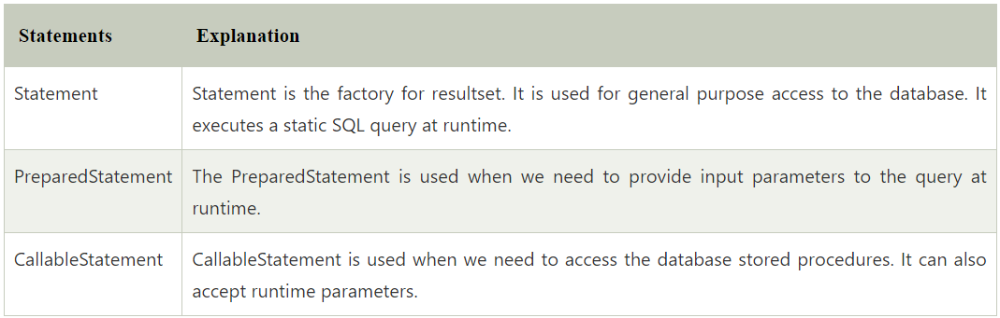 Statements Explanation
Statement Statement is the factory for resultset. It is used for general purpose access to the database. It
executes a static SQL query at runtime.
PreparedStatement The PreparedStatement is used when we need to provide input parameters to the query at
runtime.
CallableStatement CallableStatement is used when we need to access the database stored procedures. It can also
accept runtime parameters.